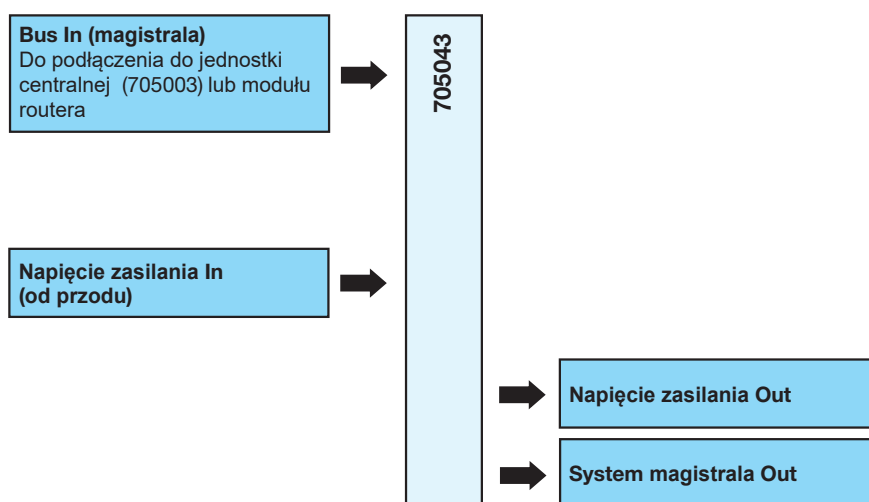 Bus In (magistrala)
Do podłączenia do jednostki
centralnej (705003) lub modułu
routera
705043
Napięcie zasilania In
(od przodu)
Napięcie zasilania Out
System magistrala Out